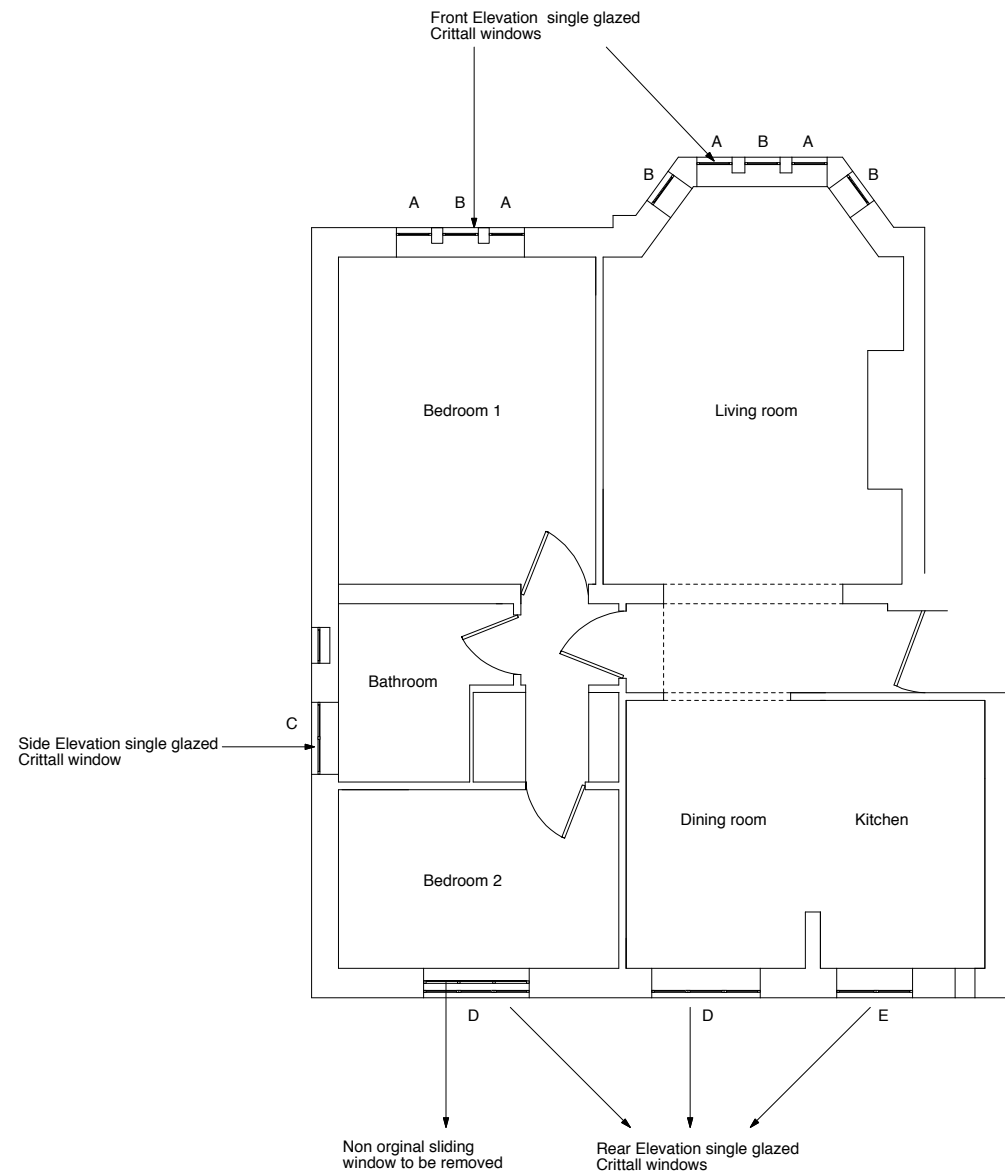 Front Elevation single glazed
Crittall windows
A B A
B B
A B A
Bedroom 1 Living room
Bathroom
C
Side Elevation single glazed
Crittall window
Dining room Kitchen
Bedroom 2
D D E
Non orginal sliding
window to be removed
Rear Elevation single glazed
Crittall windows